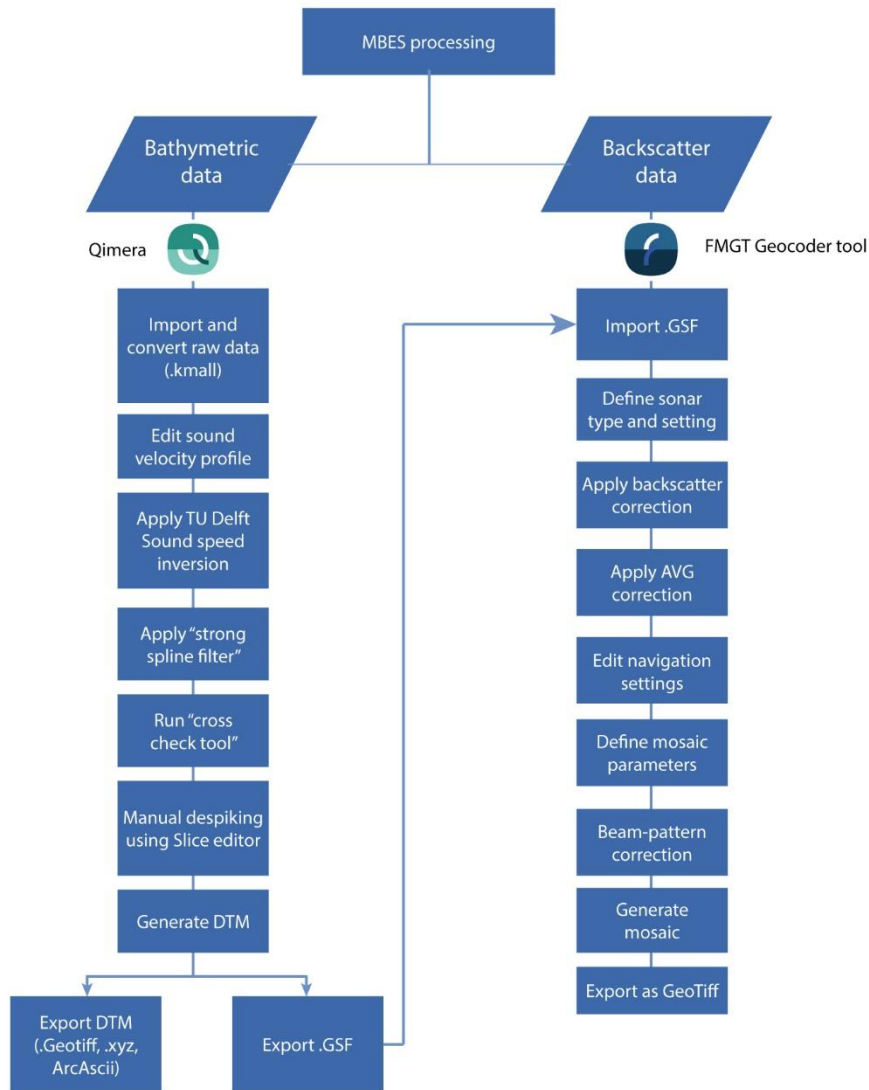 MBES processing
Bathymetric
data
Backscatter
data
Qimera
FMGT Geocoder tool
Import and
convert raw data
(.kmall)
Edit sound
velocity profile
Apply TU Delft
Sound speed
inversion
Apply “strong
spline filter”
Run “cross
check tool”
Manual despiking
using Slice editor
Generate DTM
Export DTM
(.Geotiff, .xyz,
ArcAscii)
Export .GSF
Import .GSF
Define sonar
type and setting
Apply backscatter
correction
Apply AVG
correction
Edit navigation
settings
Define mosaic
parameters
Beam-pattern
correction
Generate
mosaic
Export as GeoTiff